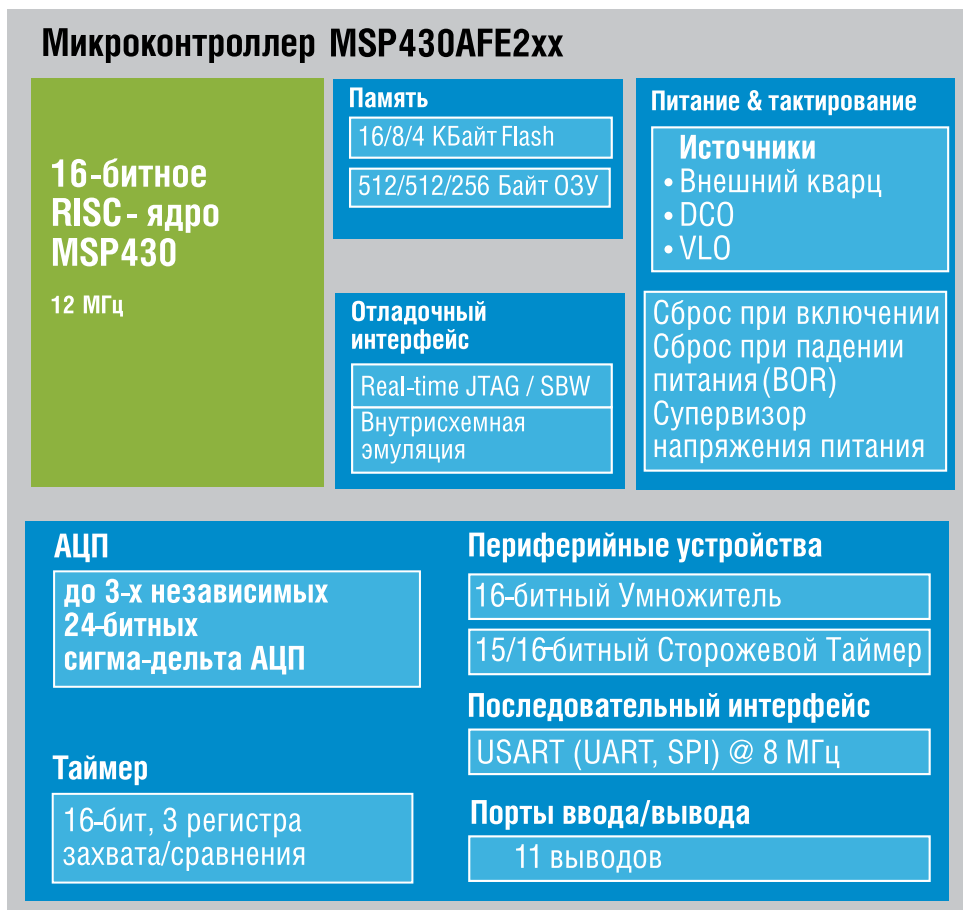 Микроконтроллер MSP430AFE2xx
16-битное
RISC- ядро
MSP430
12 МГц
Память
16/8/4 КБайт Flash
512/512/256 Байт ОЗУ
Отладочный
интерфейс
Real-time JTAG / SBW
Внутрисхемная
эмуляция
Питание & тактирование
Источники
• Внешний кварц
• DCO
• VLO
Сброс при включении
Сброс при падении
питания (BOR)
Супервизор
напряжения питания
АЦП
до 3-х независимых
24-битных
сигма-дельта АЦП
Таймер
16-бит, 3 регистра
захвата/сравнения
Периферийные устройства
16-битный Умножитель
15/16-битный Сторожевой Таймер
Последовательный интерфейс
USART (UART, SPI) @ 8 МГц
Порты ввода/вывода
11 выводов